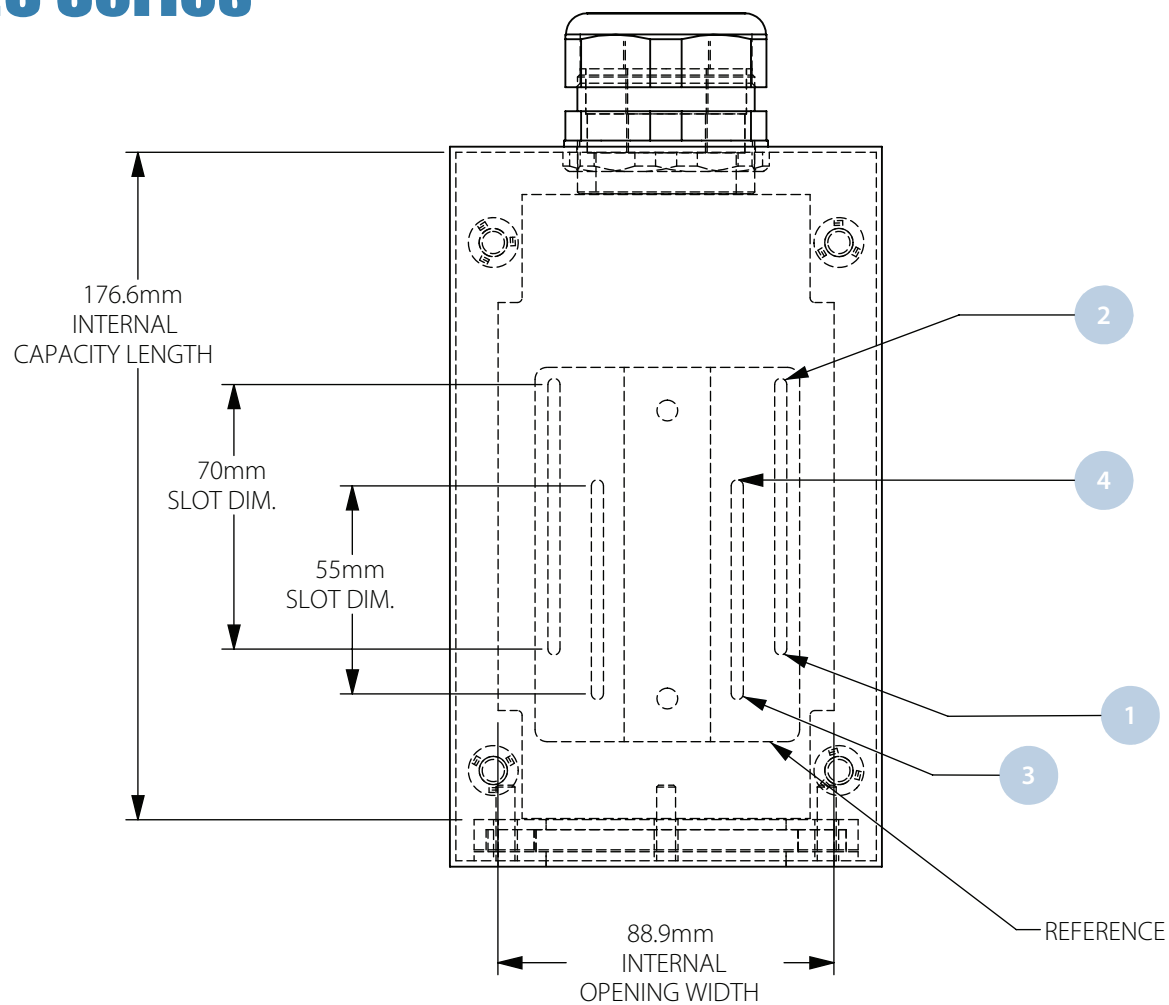 Series
176.6mm
INTERNAL
CAPACITY LENGTH
2
70mm
SLOT DIM.
4
55mm
SLOT DIM.
1
3
REFERENCE
88.9mm
INTERNAL
OPENING WIDTH